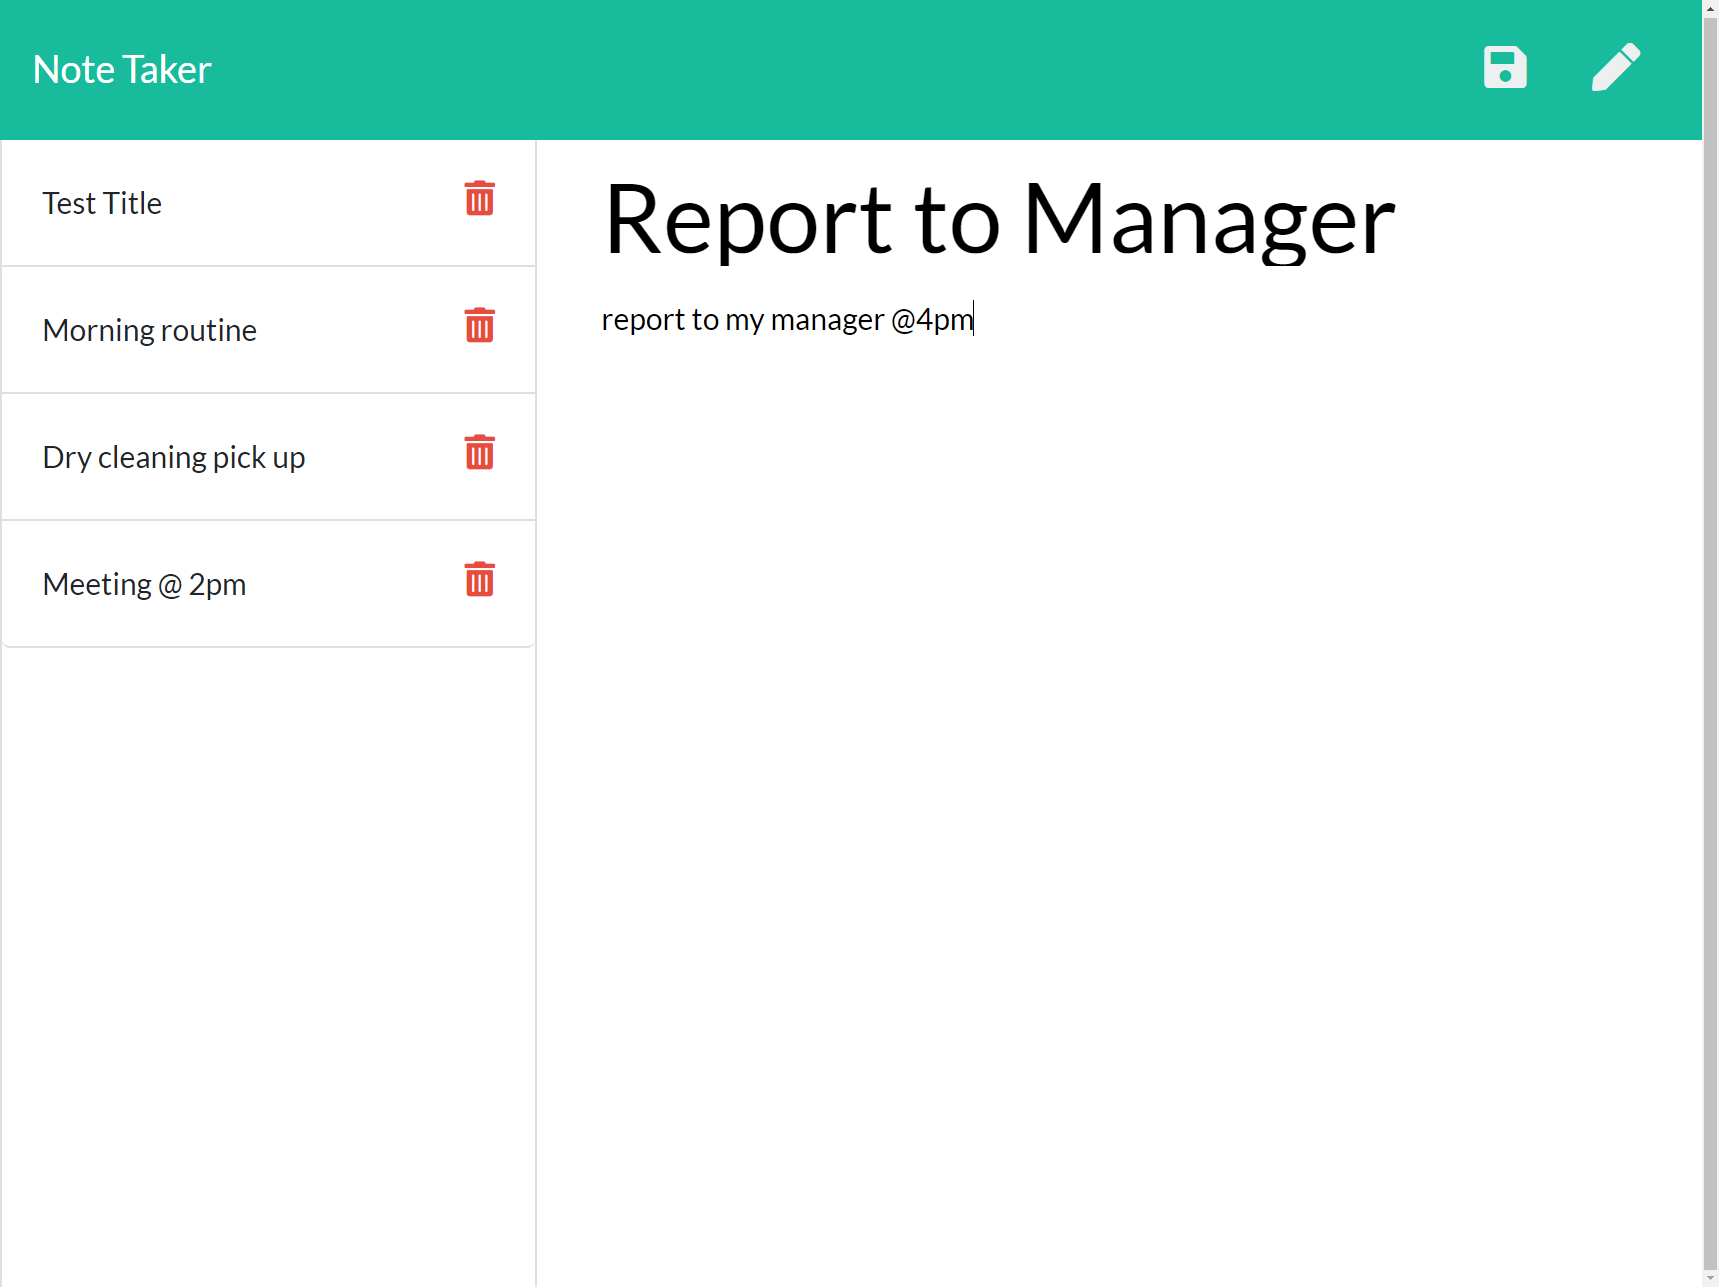 Note Taker
Test Title
Morning routine
Dry cleaning pick up
Meeting @ 2pm
Report to Manager
report to my manager @4pm